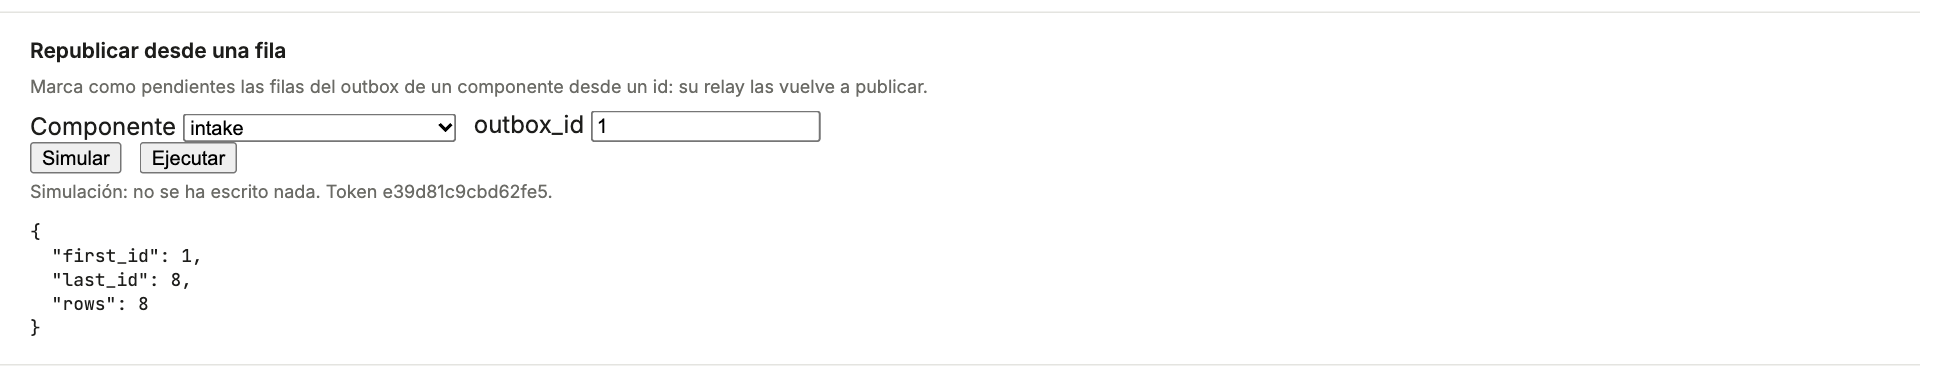 Republicar desde una fila
Marca como pendientes las filas del outbox de un componente desde un id: su relay las vuelve a publicar.
Componente intake outbox_id 1
Simular Ejecutar
Simulación: no se ha escrito nada. Token e39d81c9cbd62fe5.
{
  "first_id": 1,
  "last_id": 8,
  "rows": 8
}